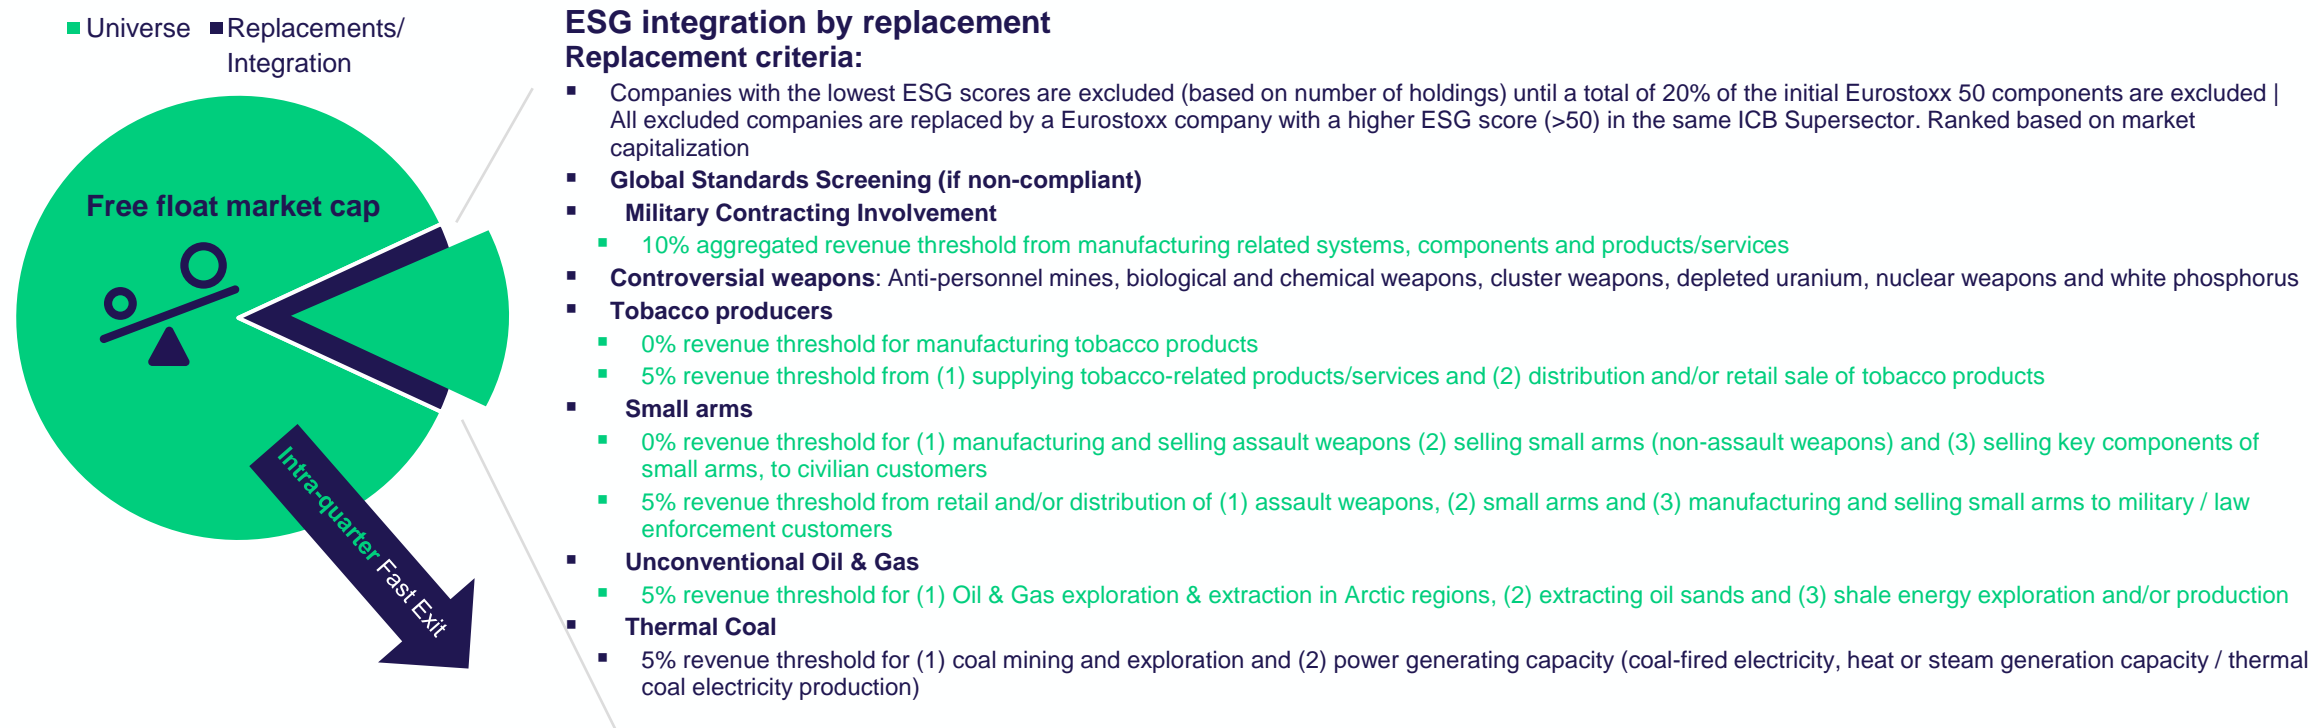 Universe
Replacements/
Integration
Free float market cap
Intra-quarter Fast Exit
ESG integration by replacement
Replacement criteria:
Companies with the lowest ESG scores are excluded (based on number of holdings) until a total of 20% of the initial Eurostoxx 50 components are excluded |
All excluded companies are replaced by a Eurostoxx company with a higher ESG score (>50) in the same ICB Supersector. Ranked based on market
capitalization
Global Standards Screening (if non-compliant)
Military Contracting Involvement
10% aggregated revenue threshold from manufacturing related systems, components and products/services
Controversial weapons: Anti-personnel mines, biological and chemical weapons, cluster weapons, depleted uranium, nuclear weapons and white phosphorus
Tobacco producers
0% revenue threshold for manufacturing tobacco products
5% revenue threshold from (1) supplying tobacco-related products/services and (2) distribution and/or retail sale of tobacco products
Small arms
0% revenue threshold for (1) manufacturing and selling assault weapons (2) selling small arms (non-assault weapons) and (3) selling key components of
small arms, to civilian customers
5% revenue threshold from retail and/or distribution of (1) assault weapons, (2) small arms and (3) manufacturing and selling small arms to military / law
enforcement customers
Unconventional Oil & Gas
5% revenue threshold for (1) Oil & Gas exploration & extraction in Arctic regions, (2) extracting oil sands and (3) shale energy exploration and/or production
Thermal Coal
5% revenue threshold for (1) coal mining and exploration and (2) power generating capacity (coal-fired electricity, heat or steam generation capacity / thermal
coal electricity production)